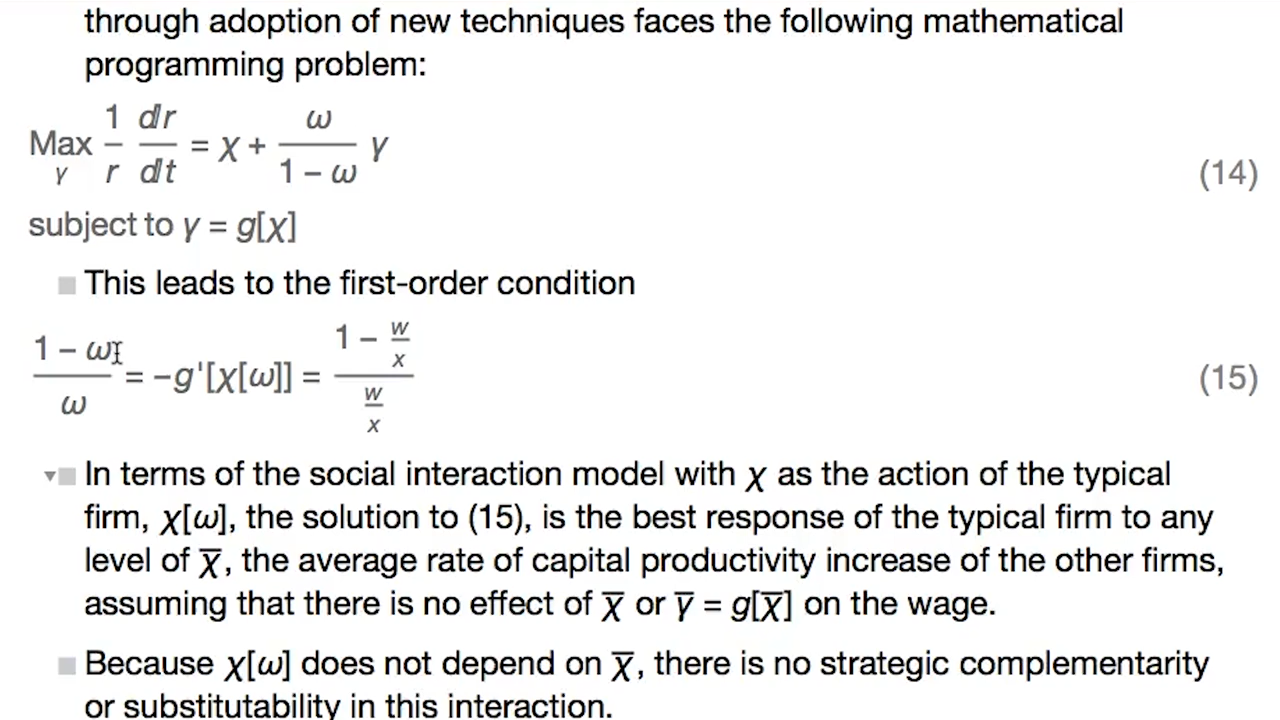 through adoption of new techniques faces the following mathematical
programming problem:
Max_γ 1/r dr/dt = χ + ω/(1 – ω) γ (14)
subject to γ = g[χ]
This leads to the first-order condition
(1 – ω)/ω = –g'[χ[ω]] = (1 – w/x)/(w/x) (15)
In terms of the social interaction model with χ as the action of the typical
firm, χ[ω], the solution to (15), is the best response of the typical firm to any
level of χ̅, the average rate of capital productivity increase of the other firms,
assuming that there is no effect of χ̅ or γ̅ = g[χ̅] on the wage.
Because χ[ω] does not depend on χ̅, there is no strategic complementarity
or substitutability in this interaction.